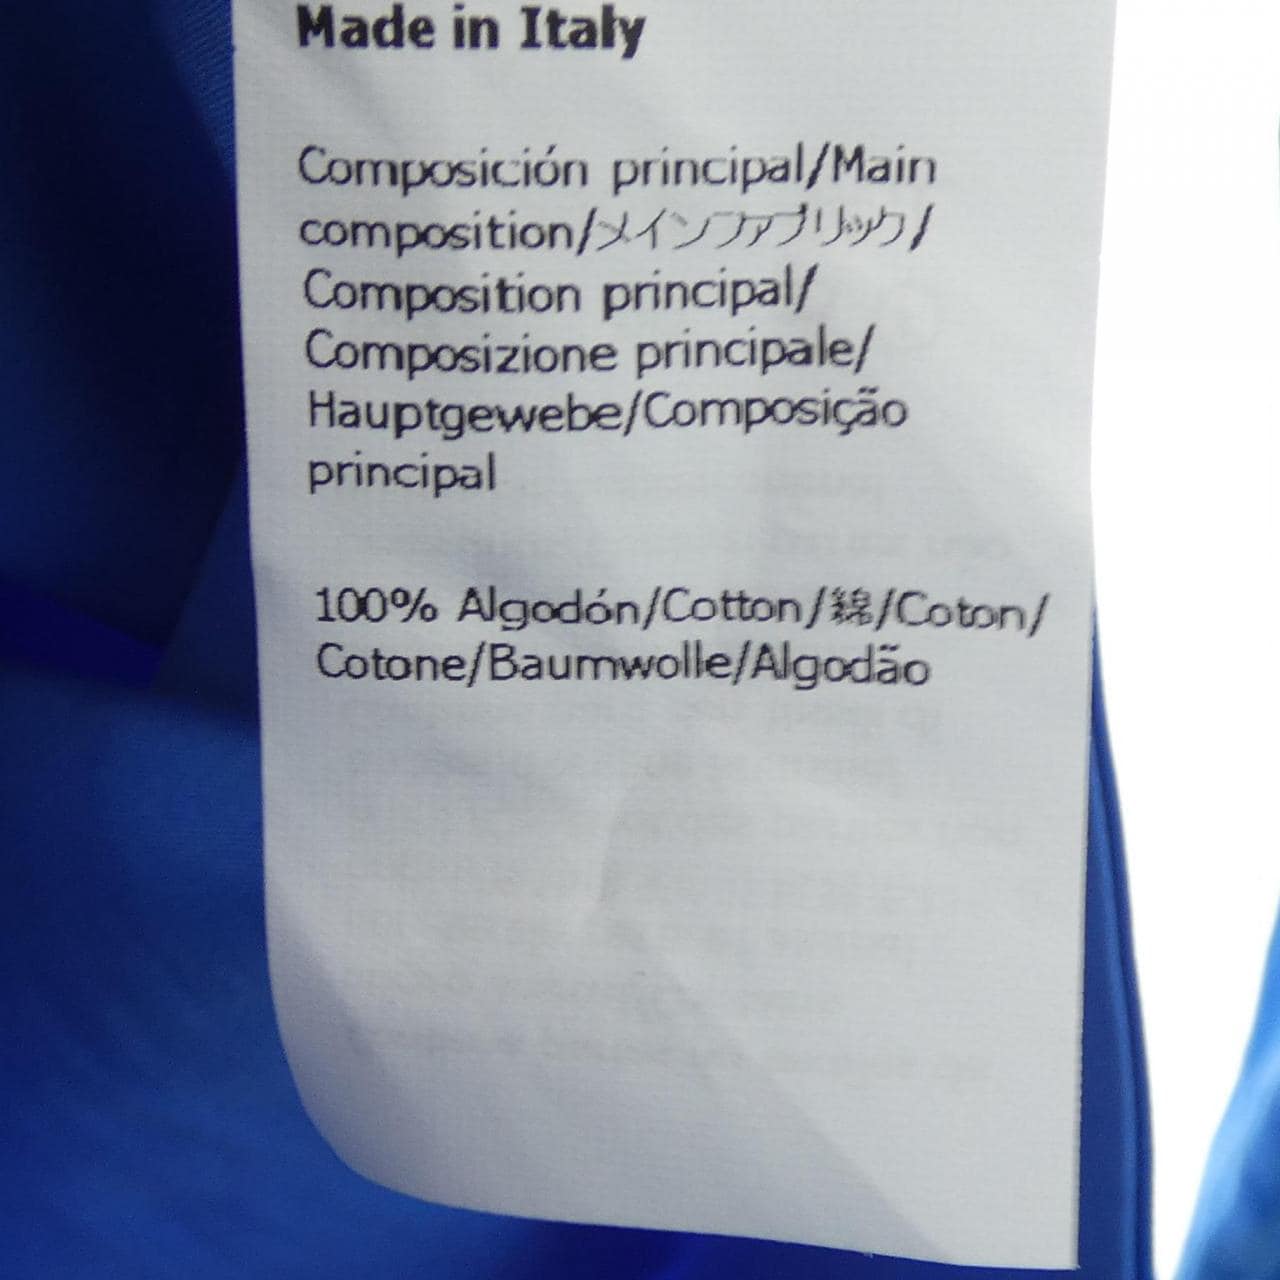 Made in Italy
Composición principal/Main
composition/メインファブリック/
Composition principal/
Composizione principale/
Hauptgewebe/Composição
principal
100% Algodón/Cotton/綿/Coton/
Cotone/Baumwolle/Algodão